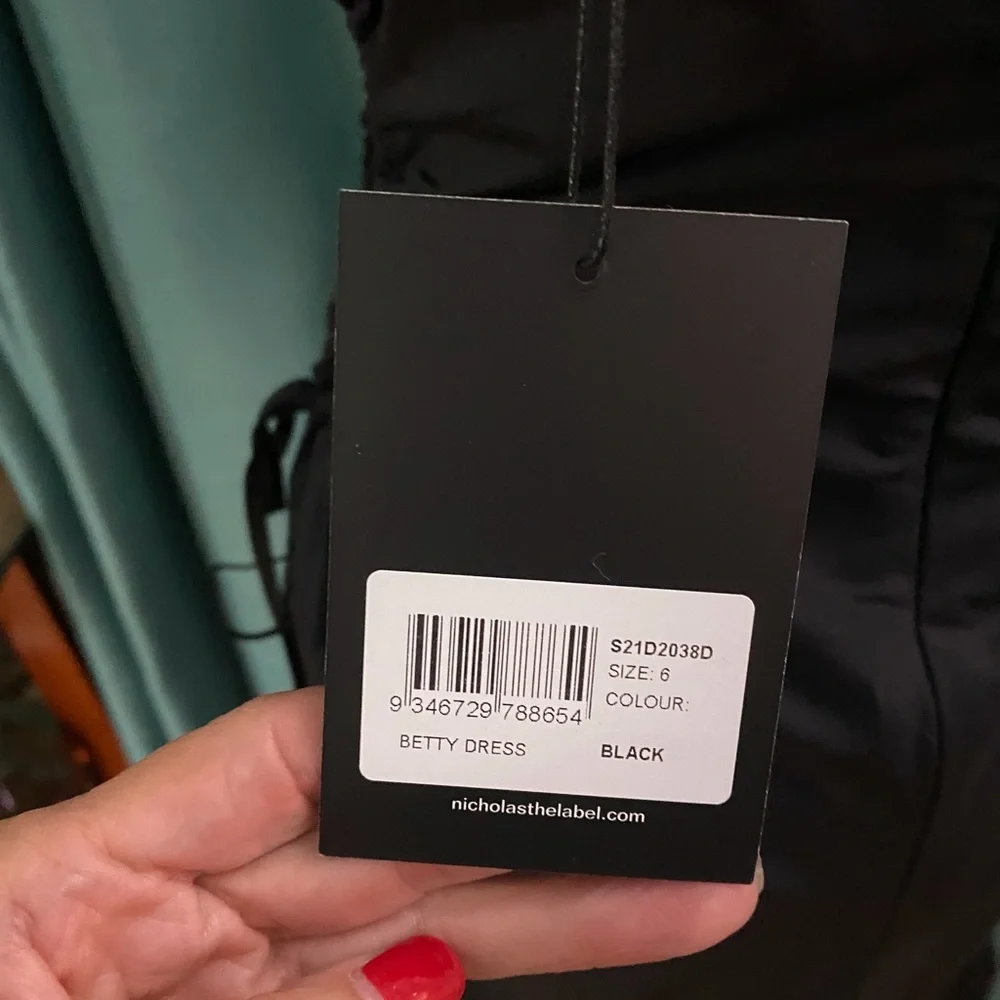 S21D2038D
SIZE: 6
COLOUR:
9 346729 788654
BETTY DRESS BLACK
nicholasthelabel.com